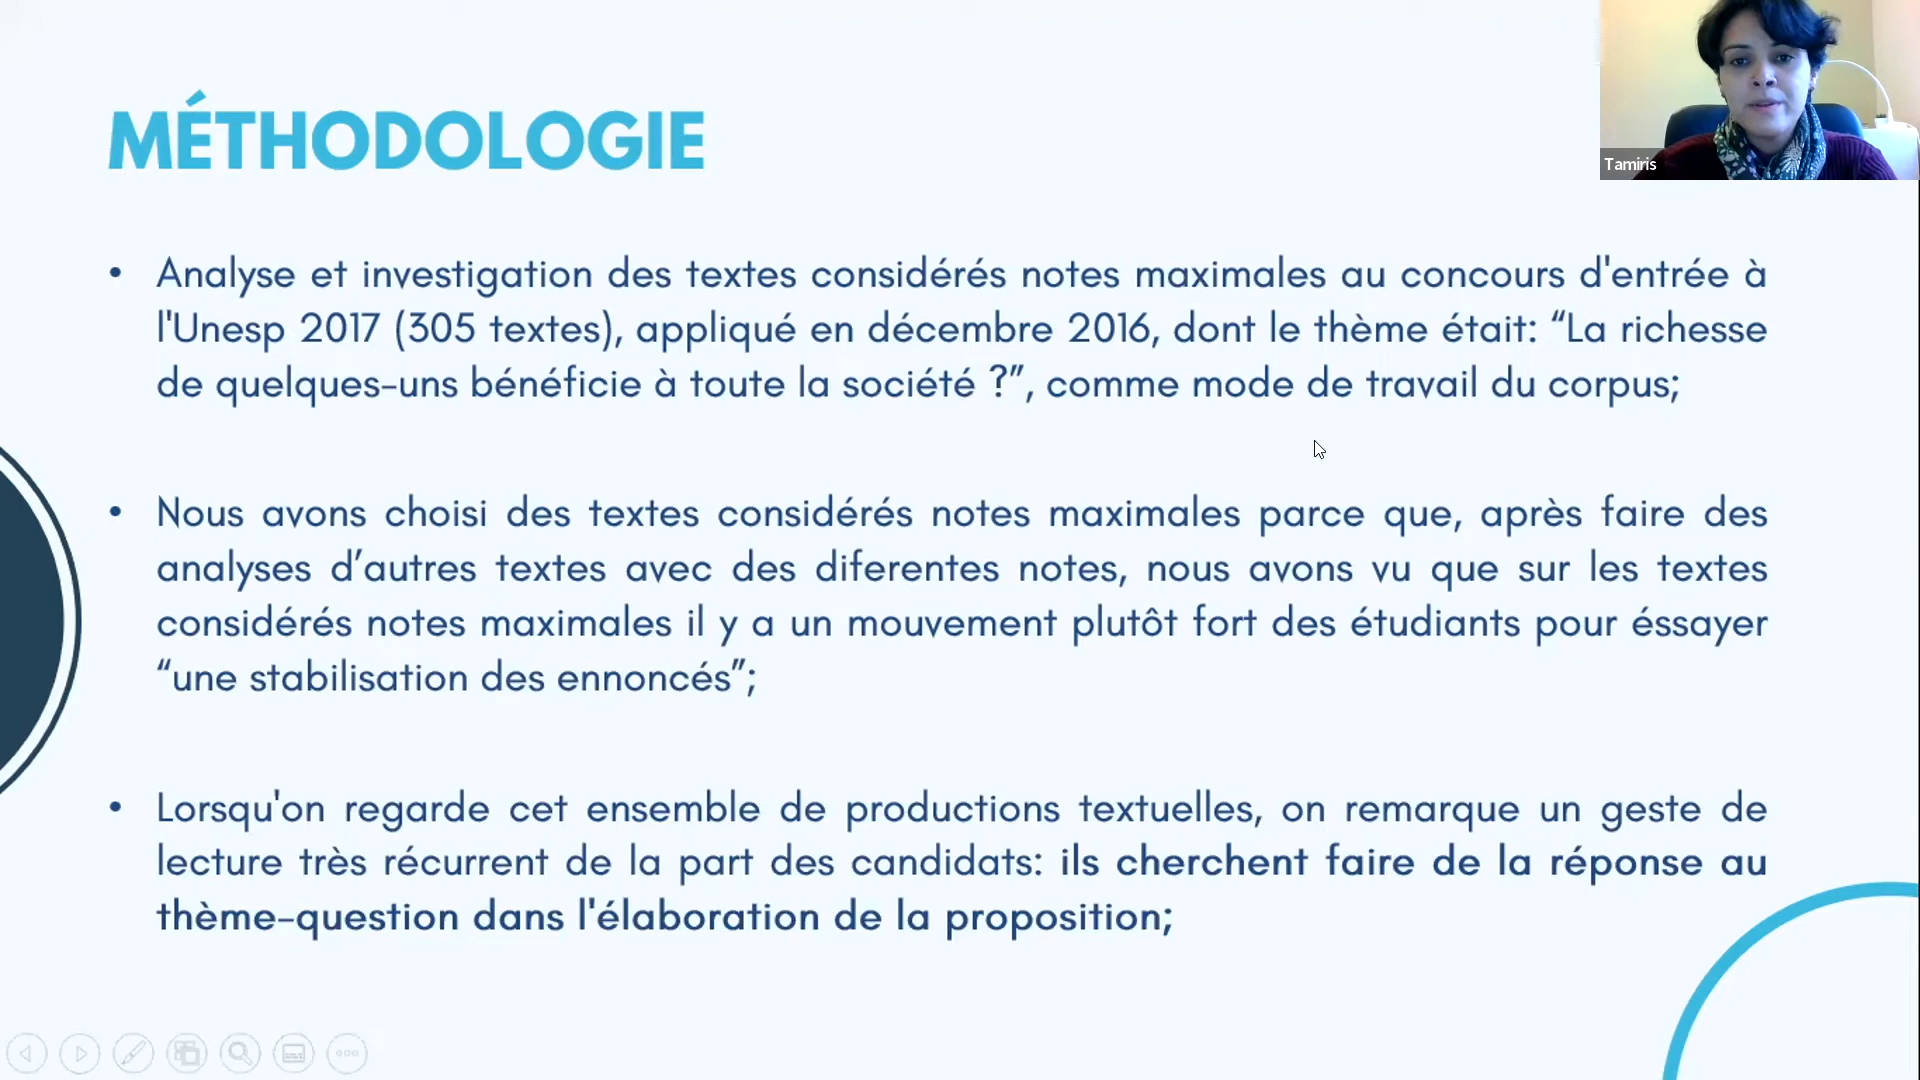 MÉTHODOLOGIE
Tamiris
• Analyse et investigation des textes considérés notes maximales au concours d'entrée à
l'Unesp 2017 (305 textes), appliqué en décembre 2016, dont le thème était: “La richesse
de quelques-uns bénéficie à toute la société ?”, comme mode de travail du corpus;
• Nous avons choisi des textes considérés notes maximales parce que, après faire des
analyses d’autres textes avec des diferentes notes, nous avons vu que sur les textes
considérés notes maximales il y a un mouvement plutôt fort des étudiants pour éssayer
“une stabilisation des ennoncés”;
• Lorsqu'on regarde cet ensemble de productions textuelles, on remarque un geste de
lecture très récurrent de la part des candidats: ils cherchent faire de la réponse au
thème-question dans l'élaboration de la proposition;